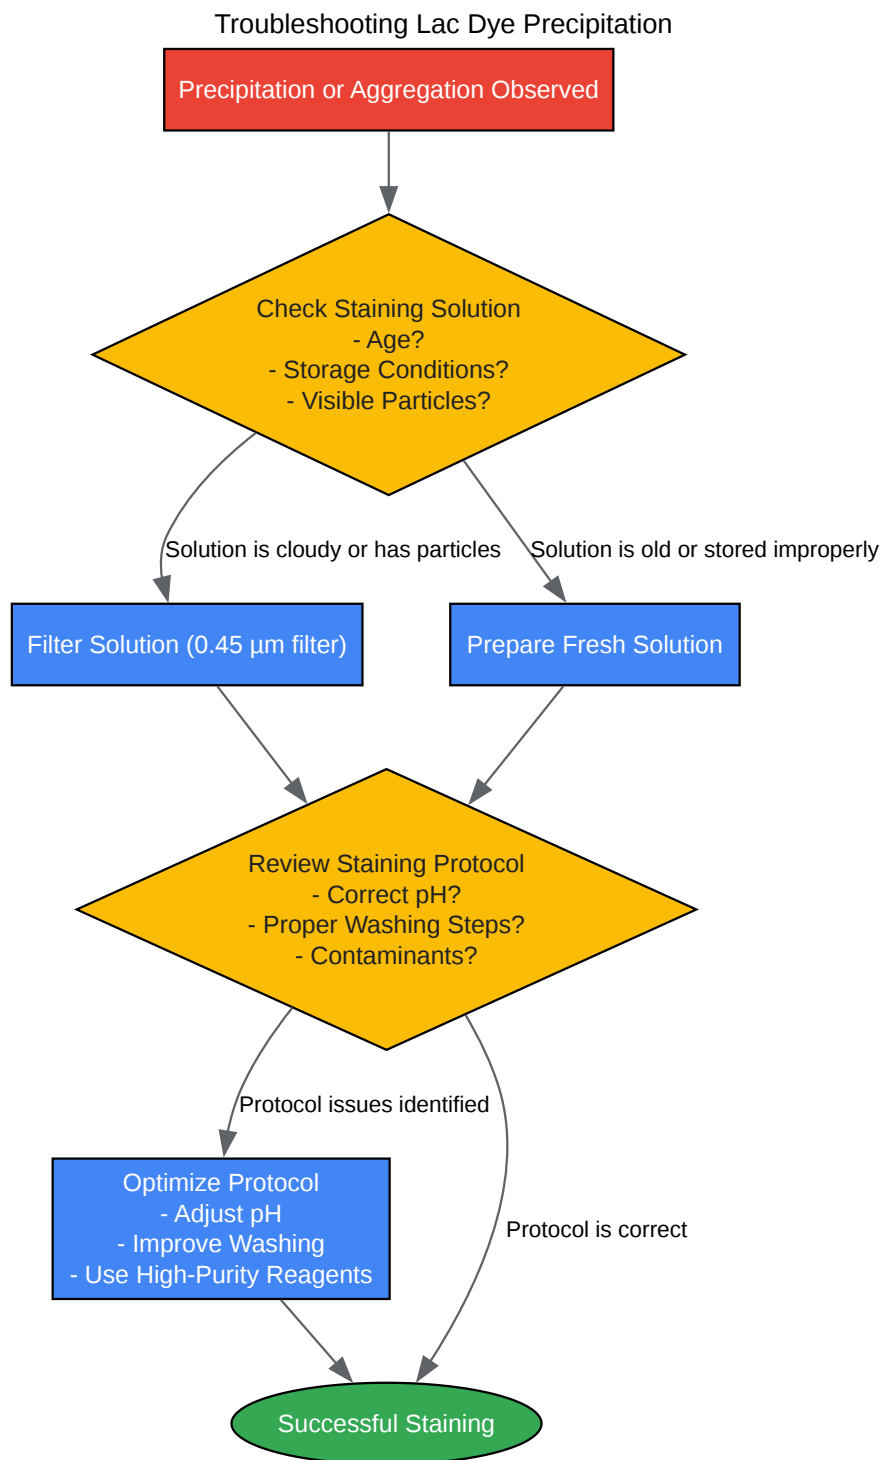 Troubleshooting Lac Dye Precipitation
Precipitation or Aggregation Observed
Check Staining Solution
- Age?
- Storage Conditions?
- Visible Particles?
Solution is cloudy or has particles
Solution is old or stored improperly
Filter Solution (0.45 µm filter)
Prepare Fresh Solution
Review Staining Protocol
- Correct pH?
- Proper Washing Steps?
- Contaminants?
Protocol issues identified
Optimize Protocol
- Adjust pH
- Improve Washing
- Use High-Purity Reagents
Protocol is correct
Successful Staining